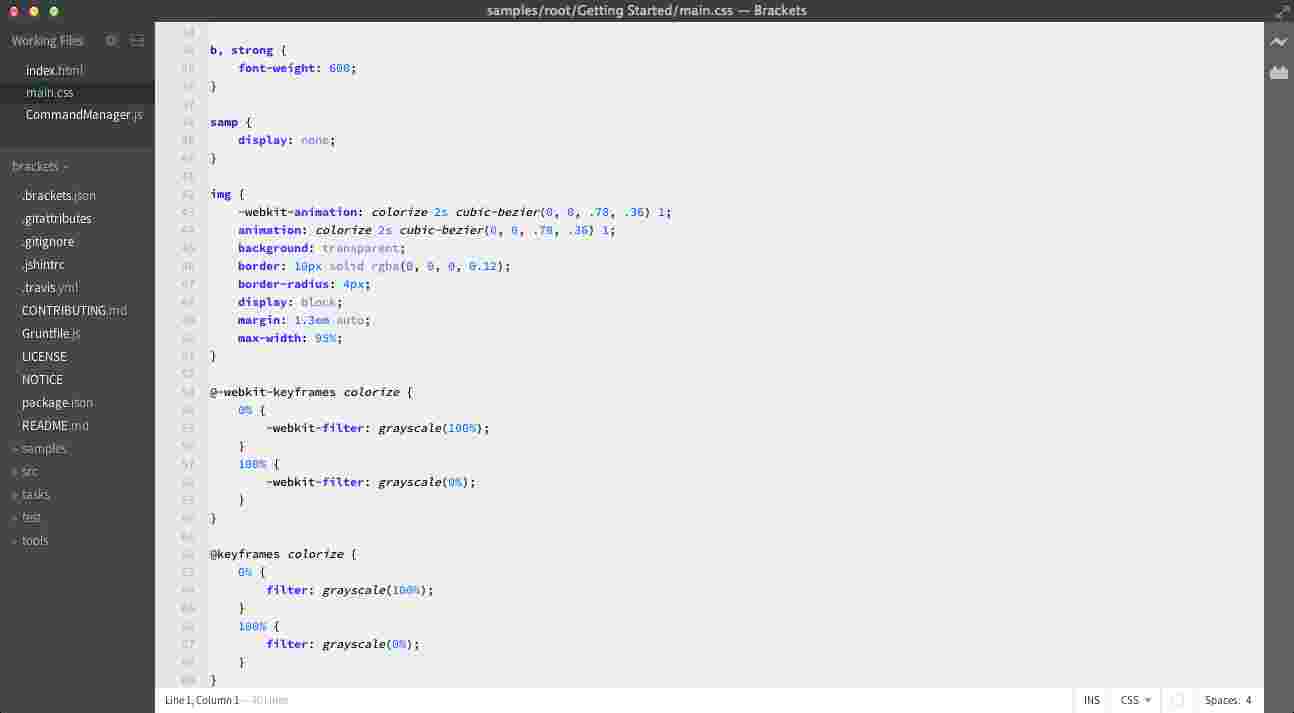 samples/root/Getting Started/main.css — Brackets
Working Files
index.html
main.css
CommandManager.js
brackets
.brackets.json
.gitattributes
.gitignore
.jshintrc
.travis.yml
CONTRIBUTING.md
Gruntfile.js
LICENSE
NOTICE
package.json
README.md
samples
src
tasks
test
tools
b, strong {
font-weight: 600;
}
samp {
display: none;
}
img {
-webkit-animation: colorize 2s cubic-bezier(0, 0, .78, .36) 1;
animation: colorize 2s cubic-bezier(0, 0, .78, .36) 1;
background: transparent;
border: 10px solid rgba(0, 0, 0, 0.12);
border-radius: 4px;
display: block;
margin: 1.3em auto;
max-width: 95%;
}
@-webkit-keyframes colorize {
0% {
-webkit-filter: grayscale(100%);
}
100% {
-webkit-filter: grayscale(0%);
}
}
@keyframes colorize {
0% {
filter: grayscale(100%);
}
100% {
filter: grayscale(0%);
}
}
Line 1, Column 1 — Lines
INS
CSS
Spaces: 4